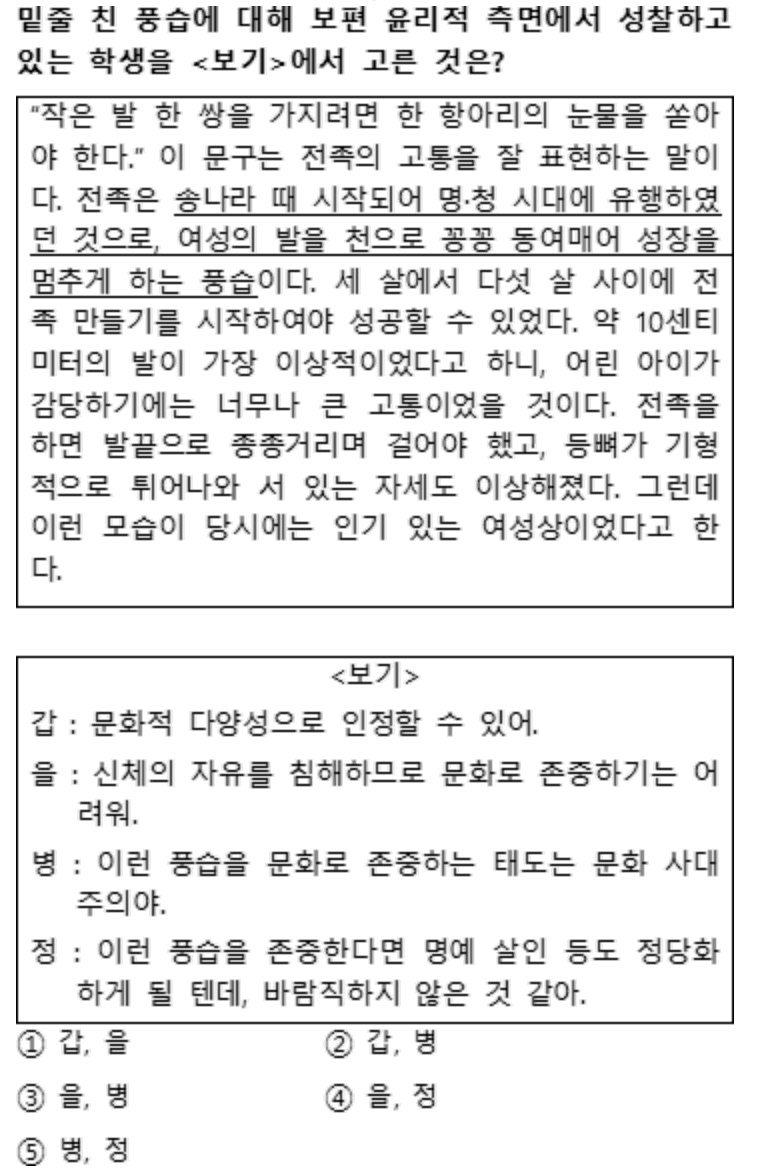 밑줄 친 풍습에 대해 보편 윤리적 측면에서 성찰하고
있는 학생을 <보기>에서 고른 것은?
“작은 발 한 쌍을 가지려면 한 항아리의 눈물을 쏟아
야 한다.” 이 문구는 전족의 고통을 잘 표현하는 말이
다. 전족은 송나라 때 시작되어 명·청 시대에 유행하였
던 것으로, 여성의 발을 천으로 꽁꽁 동여매어 성장을
멈추게 하는 풍습이다. 세 살에서 다섯 살 사이에 전
족 만들기를 시작하여야 성공할 수 있었다. 약 10센티
미터의 발이 가장 이상적이었다고 하니, 어린 아이가
감당하기에는 너무나 큰 고통이었을 것이다. 전족을
하면 발끝으로 종종거리며 걸어야 했고, 등뼈가 기형
적으로 튀어나와 서 있는 자세도 이상해졌다. 그런데
이런 모습이 당시에는 인기 있는 여성상이었다고 한
다.
<보기>
갑 : 문화적 다양성으로 인정할 수 있어.
을 : 신체의 자유를 침해하므로 문화로 존중하기는 어
려워.
병 : 이런 풍습을 문화로 존중하는 태도는 문화 사대
주의야.
정 : 이런 풍습을 존중한다면 명예 살인 등도 정당화
하게 될 텐데, 바람직하지 않은 것 같아.
① 갑, 을 ② 갑, 병
③ 을, 병 ④ 을, 정
⑤ 병, 정